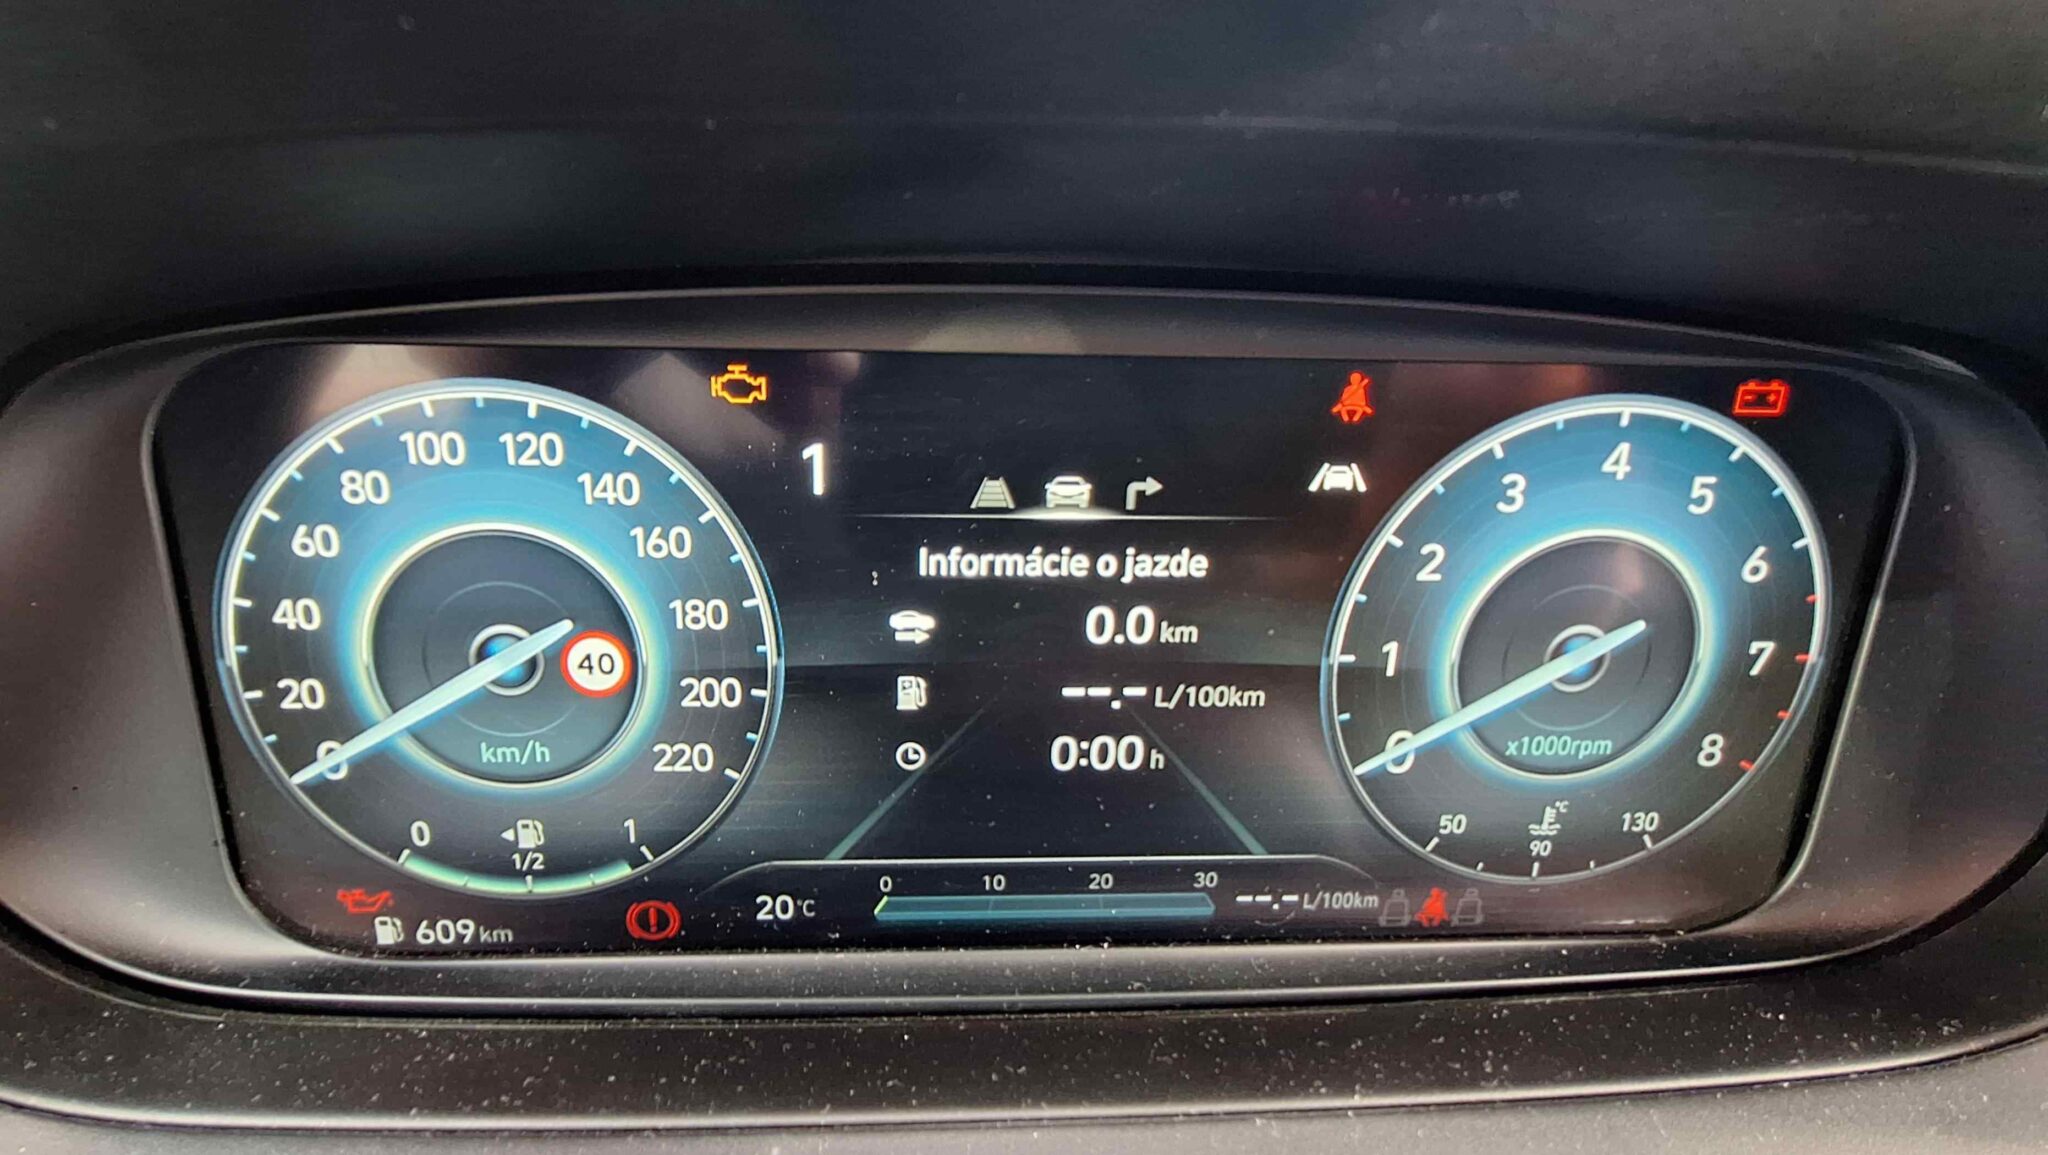 1
Informácie o jazde
0.0 km
--.- L/100km
0:00 h
0 20 40 60 80 100 120 140 160 180 200 220
40
km/h
0 1/2 1
609 km
20°C
0 10 20 30
--.- L/100km
0 1 2 3 4 5 6 7 8
x1000rpm
50 90 130
°C